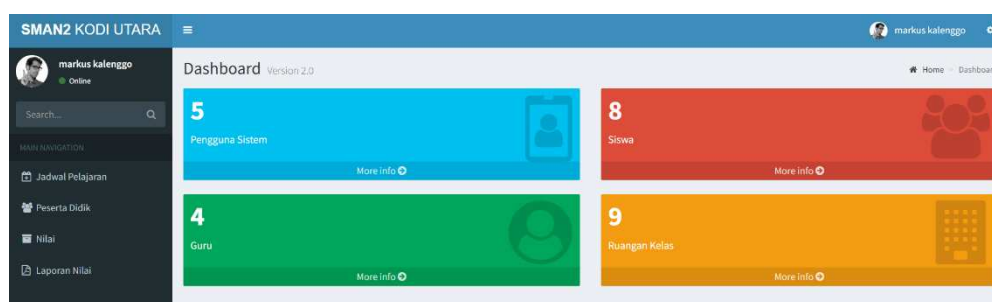 SMAN2 KODI UTARA
markus kalenggo
markus kalenggo
Online
Dashboard Version 2.0
Home
Dashboar
Search...
MAIN NAVIGATION
Jadwal Pelajaran
Peserta Didik
Nilai
Laporan Nilai
5
Pengguna Sistem
More info
8
Siswa
More info
4
Guru
More info
9
Ruangan Kelas
More info